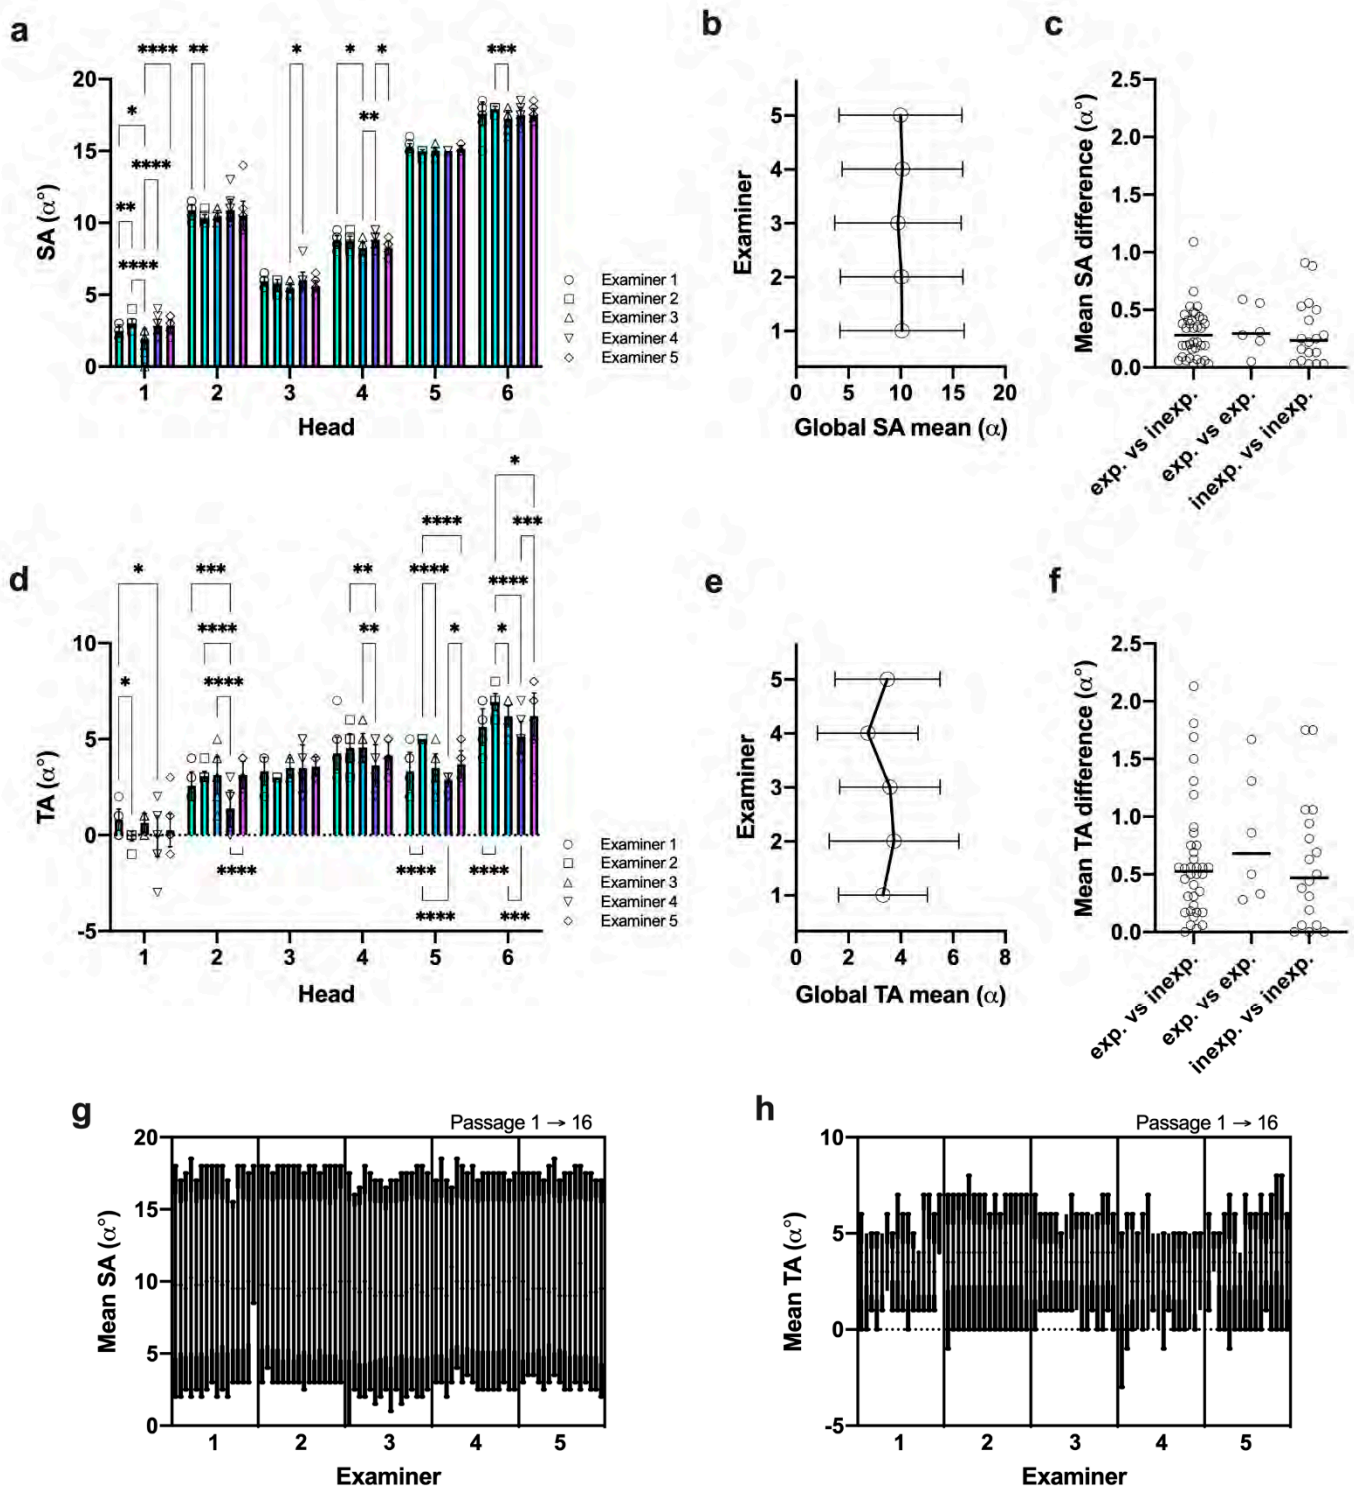 a
**** ** * * * ***
* **
****
**
****
20
15
10
5
0
SA (α°)
1 2 3 4 5 6
Head
Examiner 1
Examiner 2
Examiner 3
Examiner 4
Examiner 5
b
5
4
3
2
1
Examiner
0 5 10 15 20
Global SA mean (α)
c
2.5
2.0
1.5
1.0
0.5
0.0
Mean SA difference (α°)
exp. vs inexp.
exp. vs exp.
inexp. vs inexp.
d
*
**** ***
* *** ** **** ****
**** ** * *
* ****
10
5
0
-5
TA (α°)
**** **** ****
**** ***
1 2 3 4 5 6
Head
Examiner 1
Examiner 2
Examiner 3
Examiner 4
Examiner 5
e
5
4
3
2
1
Examiner
0 2 4 6 8
Global TA mean (α)
f
2.5
2.0
1.5
1.0
0.5
0.0
Mean TA difference (α°)
exp. vs inexp.
exp. vs exp.
inexp. vs inexp.
g
Passage 1 → 16
20
15
10
5
0
Mean SA (α°)
1 2 3 4 5
Examiner
h
Passage 1 → 16
10
5
0
-5
Mean TA (α°)
1 2 3 4 5
Examiner